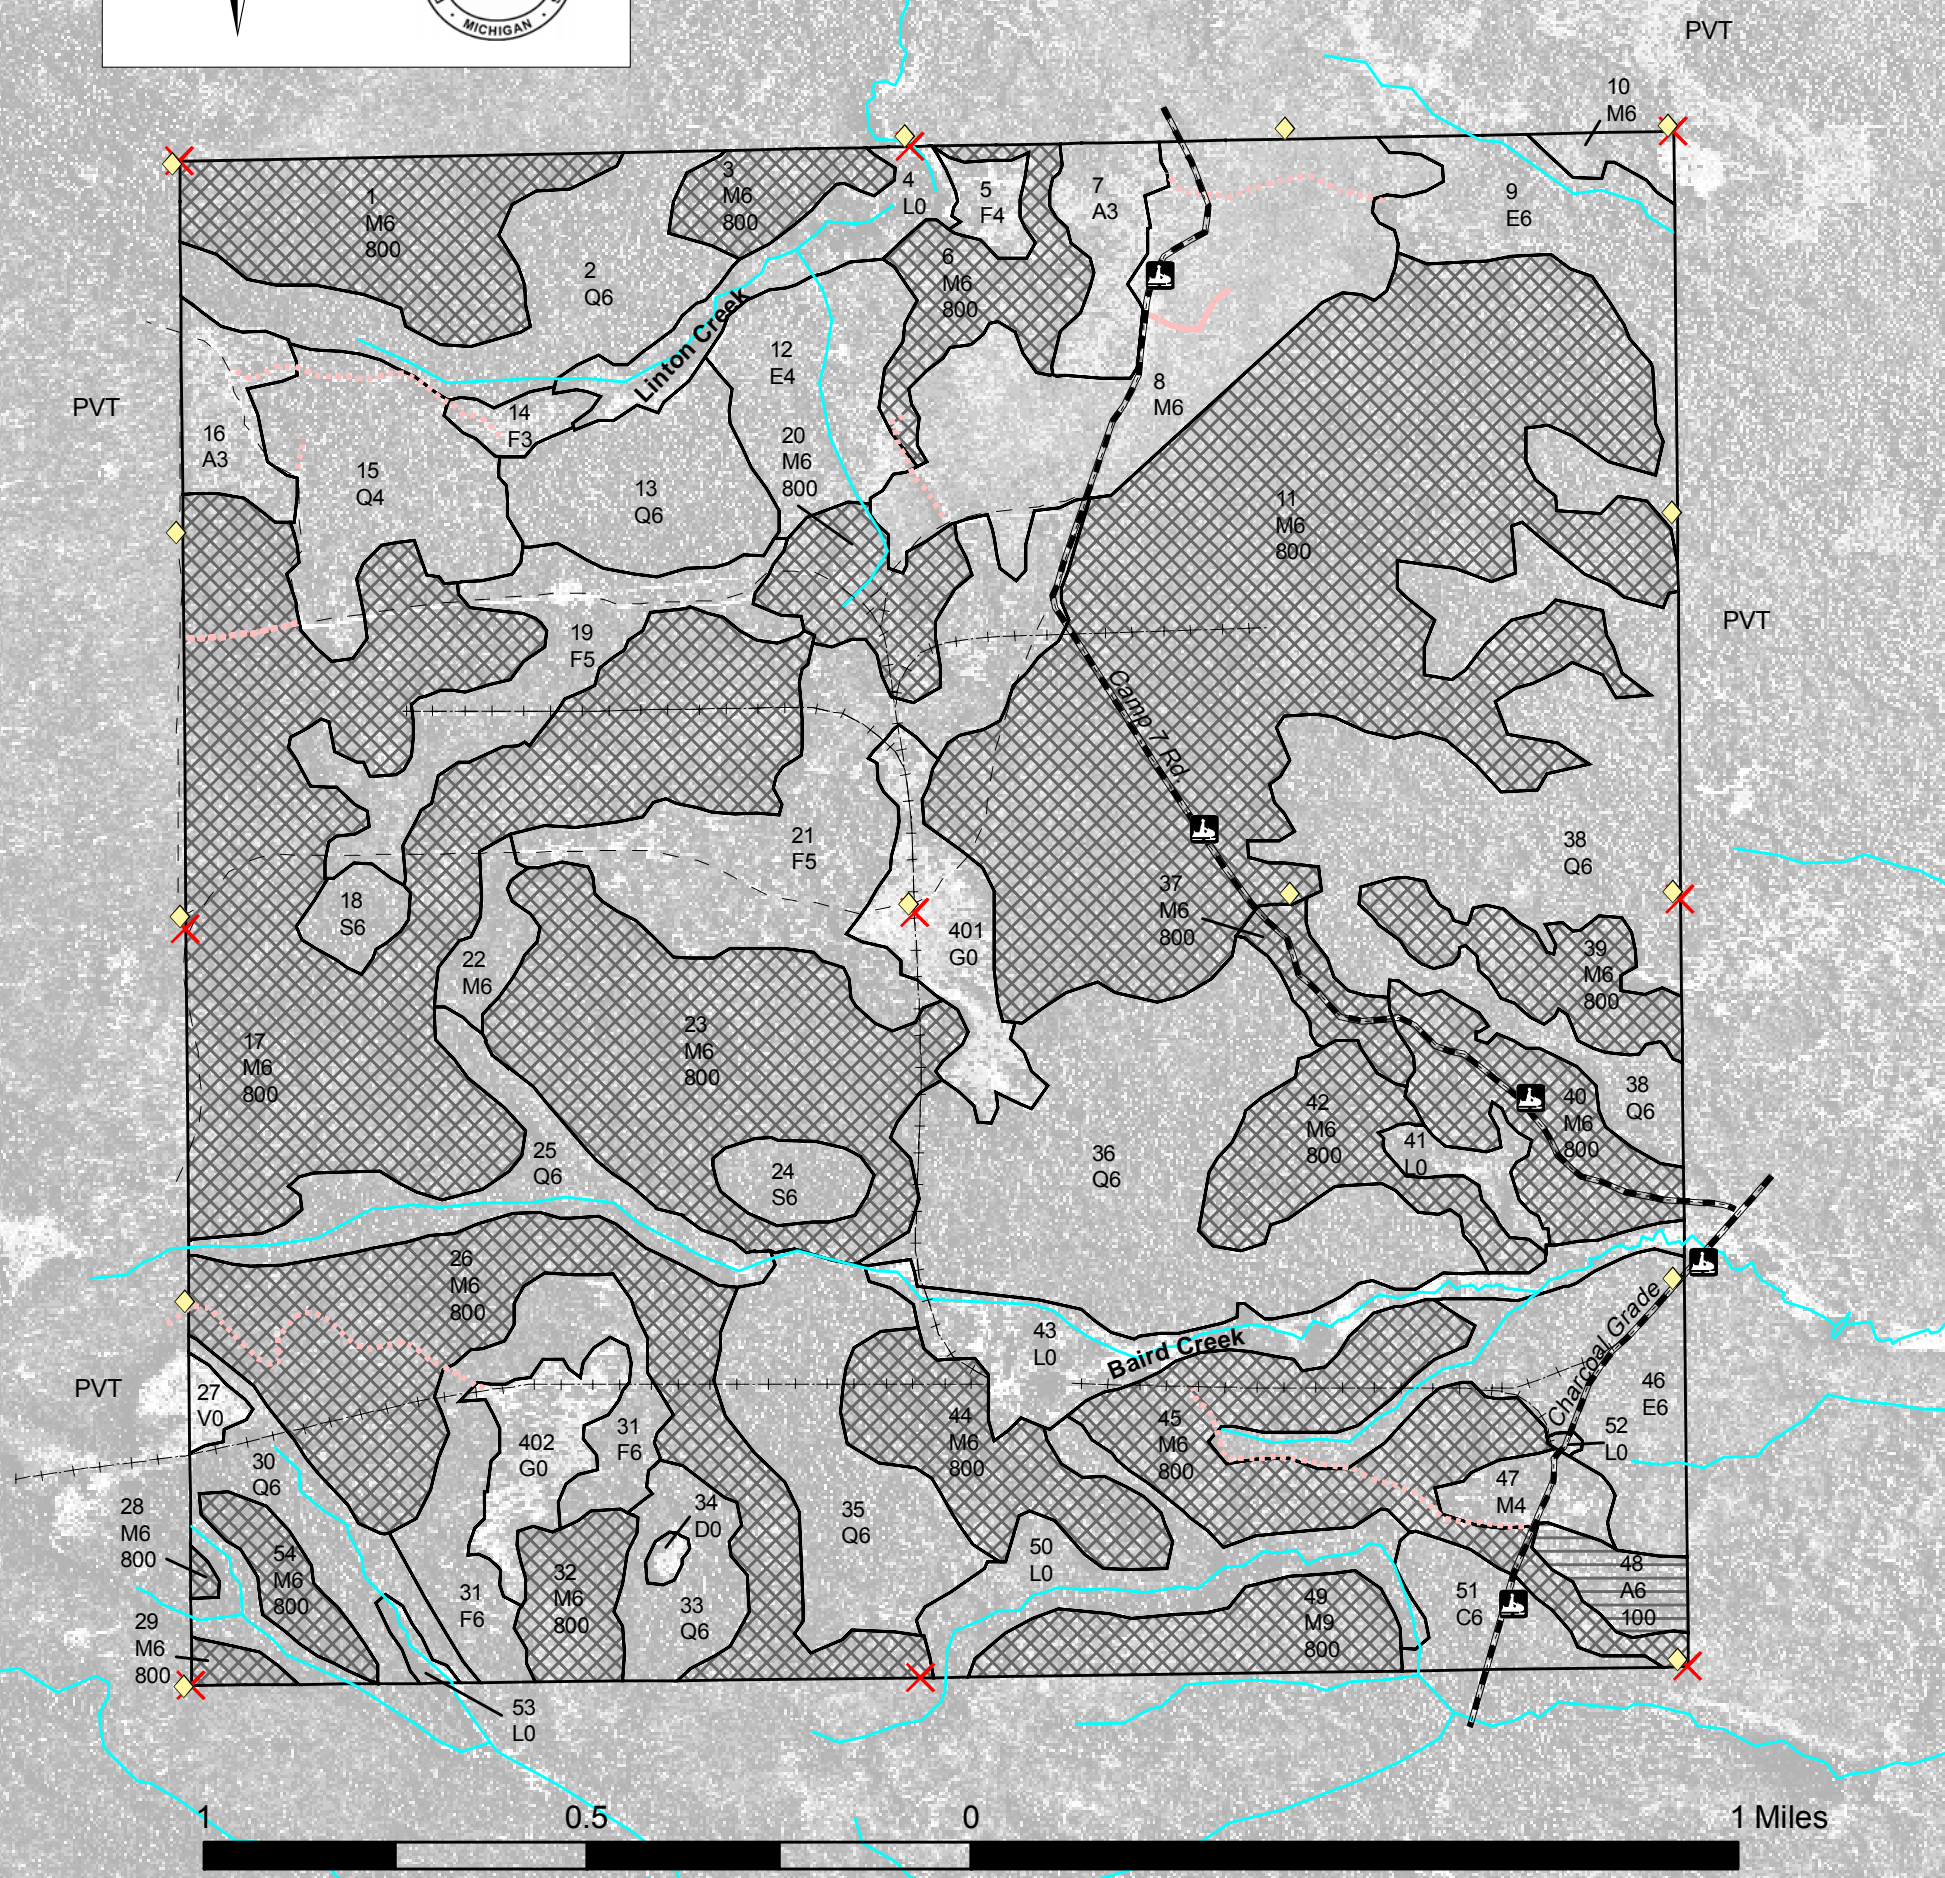 MICHIGAN
PVT
10
M6
1
M6
800
3
M6
800
4
L0
5
F4
7
A3
9
E6
2
Q6
6
M6
800
Linton Creek
12
E4
8
M6
PVT
14
F3
16
A3
15
Q4
13
Q6
20
M6
800
11
M6
800
19
F5
PVT
Camp 7 Rd.
21
F5
38
Q6
18
S6
37
M6
800
401
G0
39
M6
800
22
M6
17
M6
800
23
M6
800
42
M6
800
40
M6
800
38
Q6
41
L0
25
Q6
24
S6
36
Q6
26
M6
800
43
L0
Baird Creek
Charcoal Grade
PVT
27
V0
46
E6
402
G0
31
F6
44
M6
800
45
M6
800
52
L0
30
Q6
47
M4
28
M6
800
34
D0
35
Q6
54
M6
800
50
L0
48
A6
100
31
F6
32
M6
800
33
Q6
49
M9
800
51
C6
29
M6
800
53
L0
1 0.5 0 1 Miles